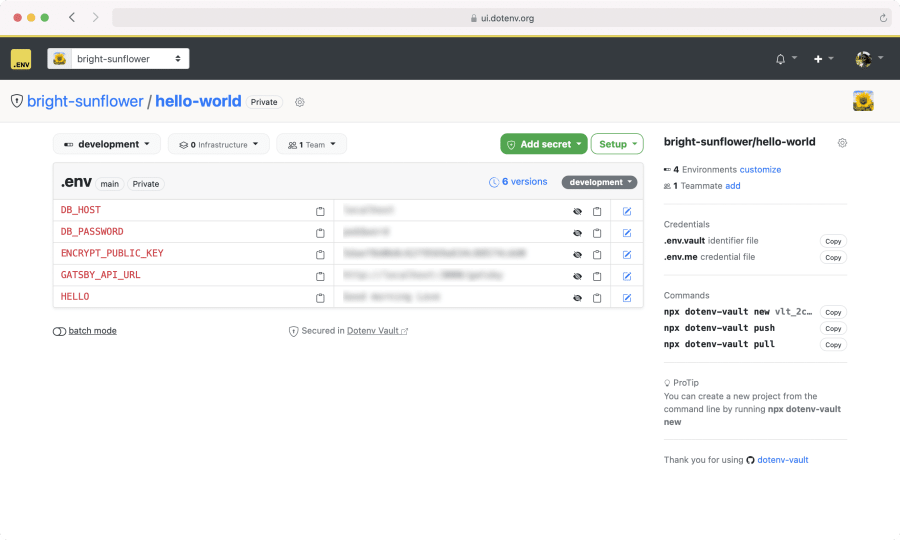 ui.dotenv.org
.ENV bright-sunflower
bright-sunflower / hello-world Private
development 0 Infrastructure 1 Team Add secret Setup
.env main Private 6 versions development
DB_HOST
DB_PASSWORD
ENCRYPT_PUBLIC_KEY
GATSBY_API_URL
HELLO
batch mode Secured in Dotenv Vault
bright-sunflower/hello-world
4 Environments customize
1 Teammate add
Credentials
.env.vault identifier file Copy
.env.me credential file Copy
Commands
npx dotenv-vault new vlt_2c… Copy
npx dotenv-vault push Copy
npx dotenv-vault pull Copy
ProTip
You can create a new project from the
command line by running npx dotenv-vault
new
Thank you for using dotenv-vault